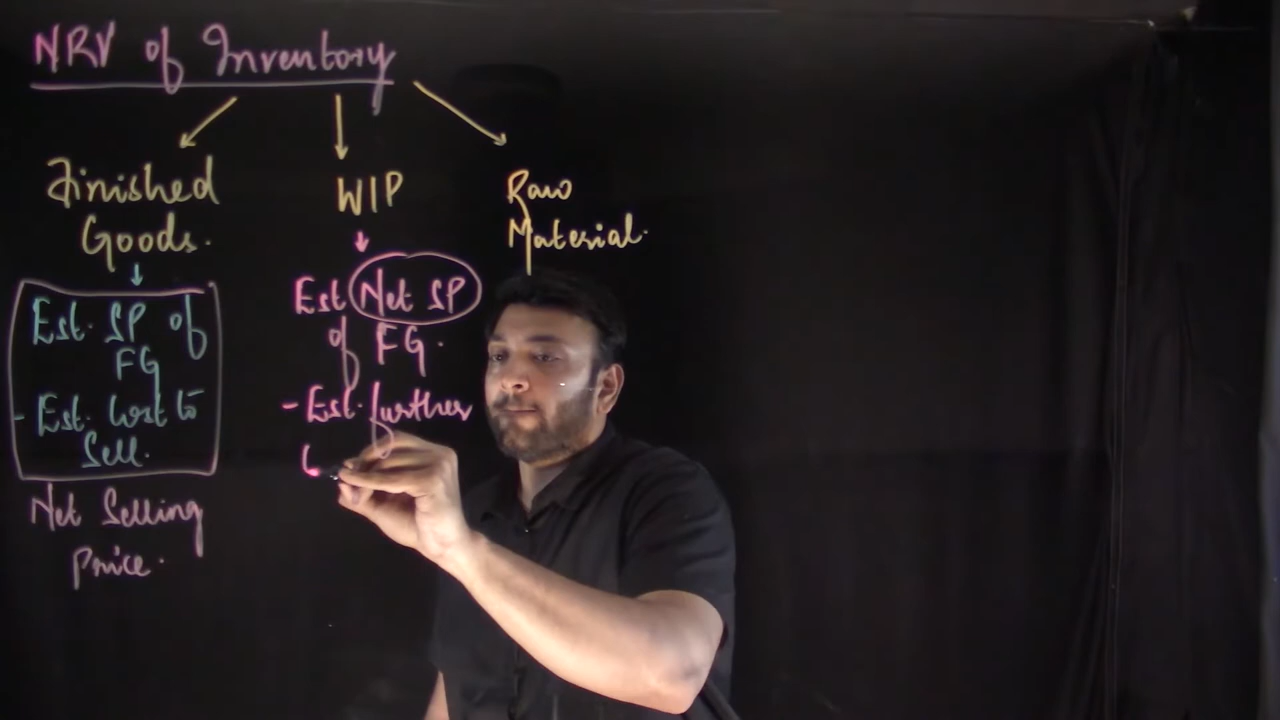 NRV of Inventory
Finished
Goods.
Est. SP of
FG
- Est. Cost to
Sell.
Net Selling
Price.
WIP
Est Net SP
of FG.
- Est. further
C
Raw
Material.